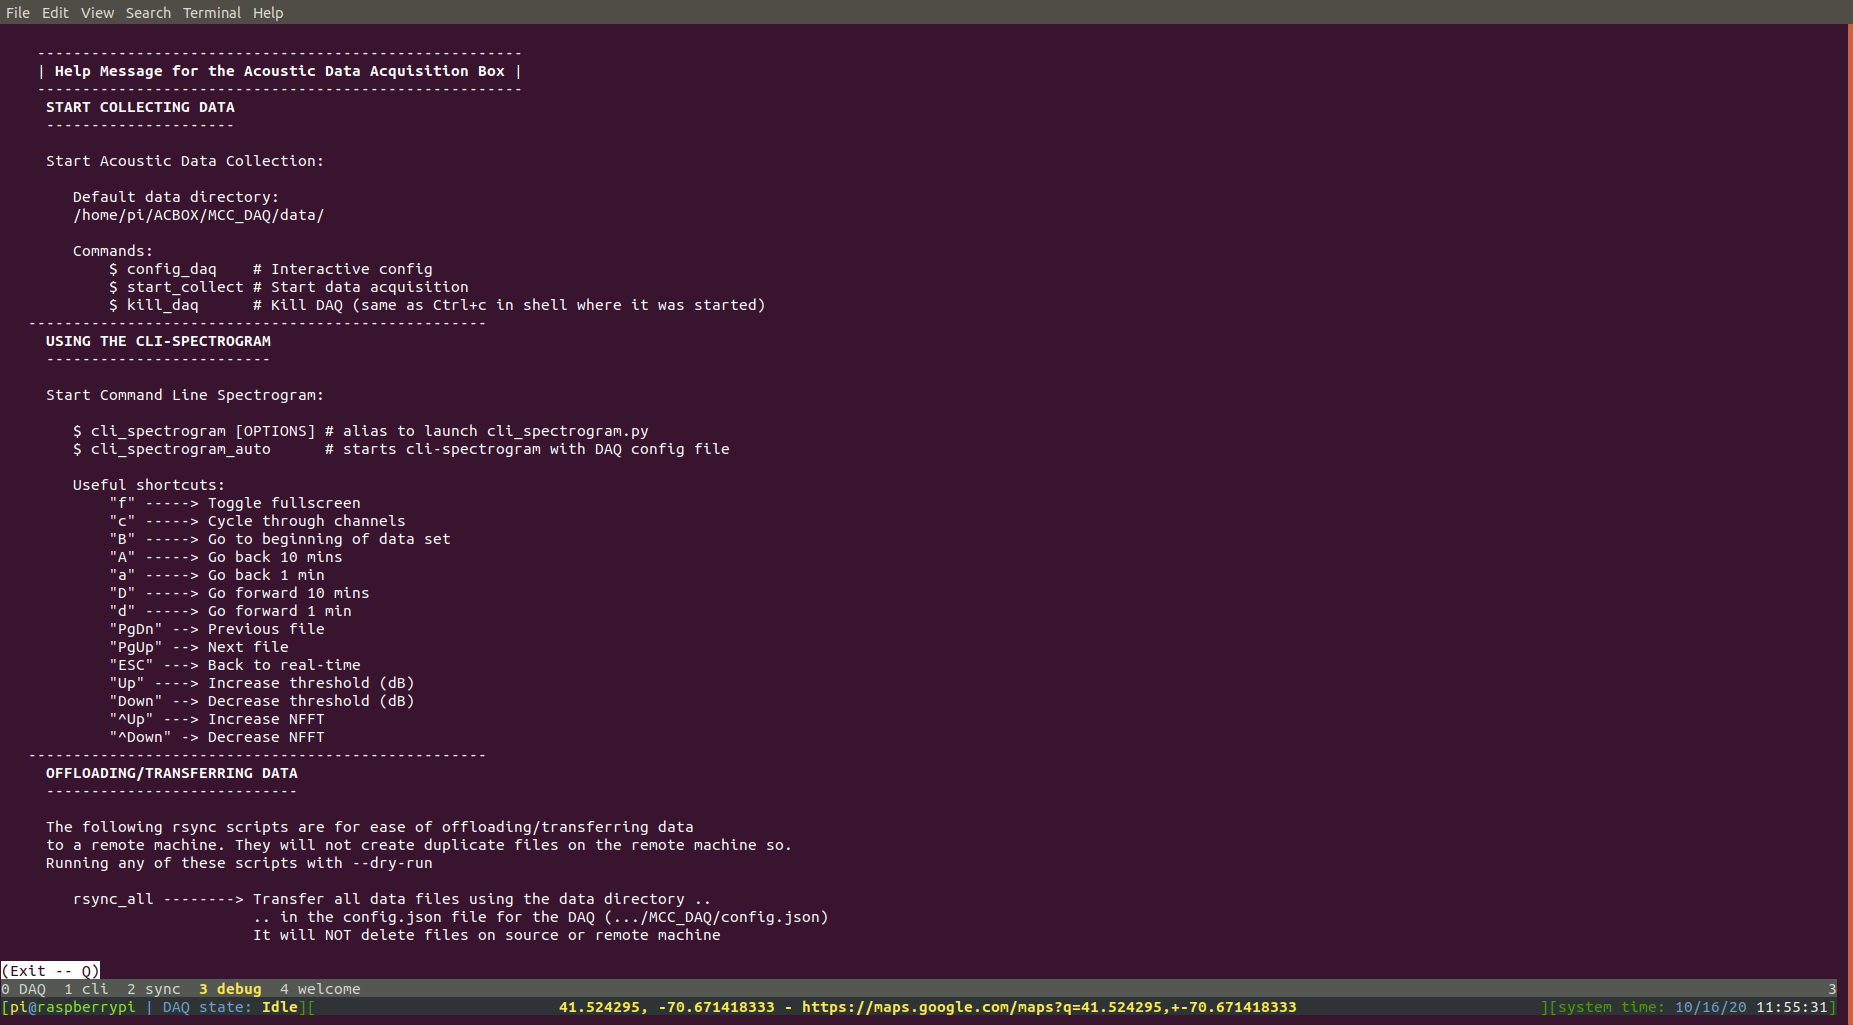 File Edit View Search Terminal Help
------------------------------------------------------
| Help Message for the Acoustic Data Acquisition Box |
------------------------------------------------------
START COLLECTING DATA
---------------------
Start Acoustic Data Collection:
Default data directory:
/home/pi/ACBOX/MCC_DAQ/data/
Commands:
$ config_daq    # Interactive config
$ start_collect # Start data acquisition
$ kill_daq      # Kill DAQ (same as Ctrl+c in shell where it was started)
---------------------------------------------------
USING THE CLI-SPECTROGRAM
-------------------------
Start Command Line Spectrogram:
$ cli_spectrogram [OPTIONS] # alias to launch cli_spectrogram.py
$ cli_spectrogram_auto      # starts cli-spectrogram with DAQ config file
Useful shortcuts:
"f" -----> Toggle fullscreen
"c" -----> Cycle through channels
"B" -----> Go to beginning of data set
"A" -----> Go back 10 mins
"a" -----> Go back 1 min
"D" -----> Go forward 10 mins
"d" -----> Go forward 1 min
"PgDn" --> Previous file
"PgUp" --> Next file
"ESC" ---> Back to real-time
"Up" ----> Increase threshold (dB)
"Down" --> Decrease threshold (dB)
"^Up" ---> Increase NFFT
"^Down" -> Decrease NFFT
---------------------------------------------------
OFFLOADING/TRANSFERRING DATA
----------------------------
The following rsync scripts are for ease of offloading/transferring data
to a remote machine. They will not create duplicate files on the remote machine so.
Running any of these scripts with --dry-run
rsync_all --------> Transfer all data files using the data directory ..
.. in the config.json file for the DAQ (.../MCC_DAQ/config.json)
It will NOT delete files on source or remote machine
(Exit -- Q)
0 DAQ  1 cli  2 sync  3 debug  4 welcome 3
[pi@raspberrypi | DAQ state: Idle][ 41.524295, -70.671418333 - https://maps.google.com/maps?q=41.524295,+-70.671418333 ][system time: 10/16/20 11:55:31]